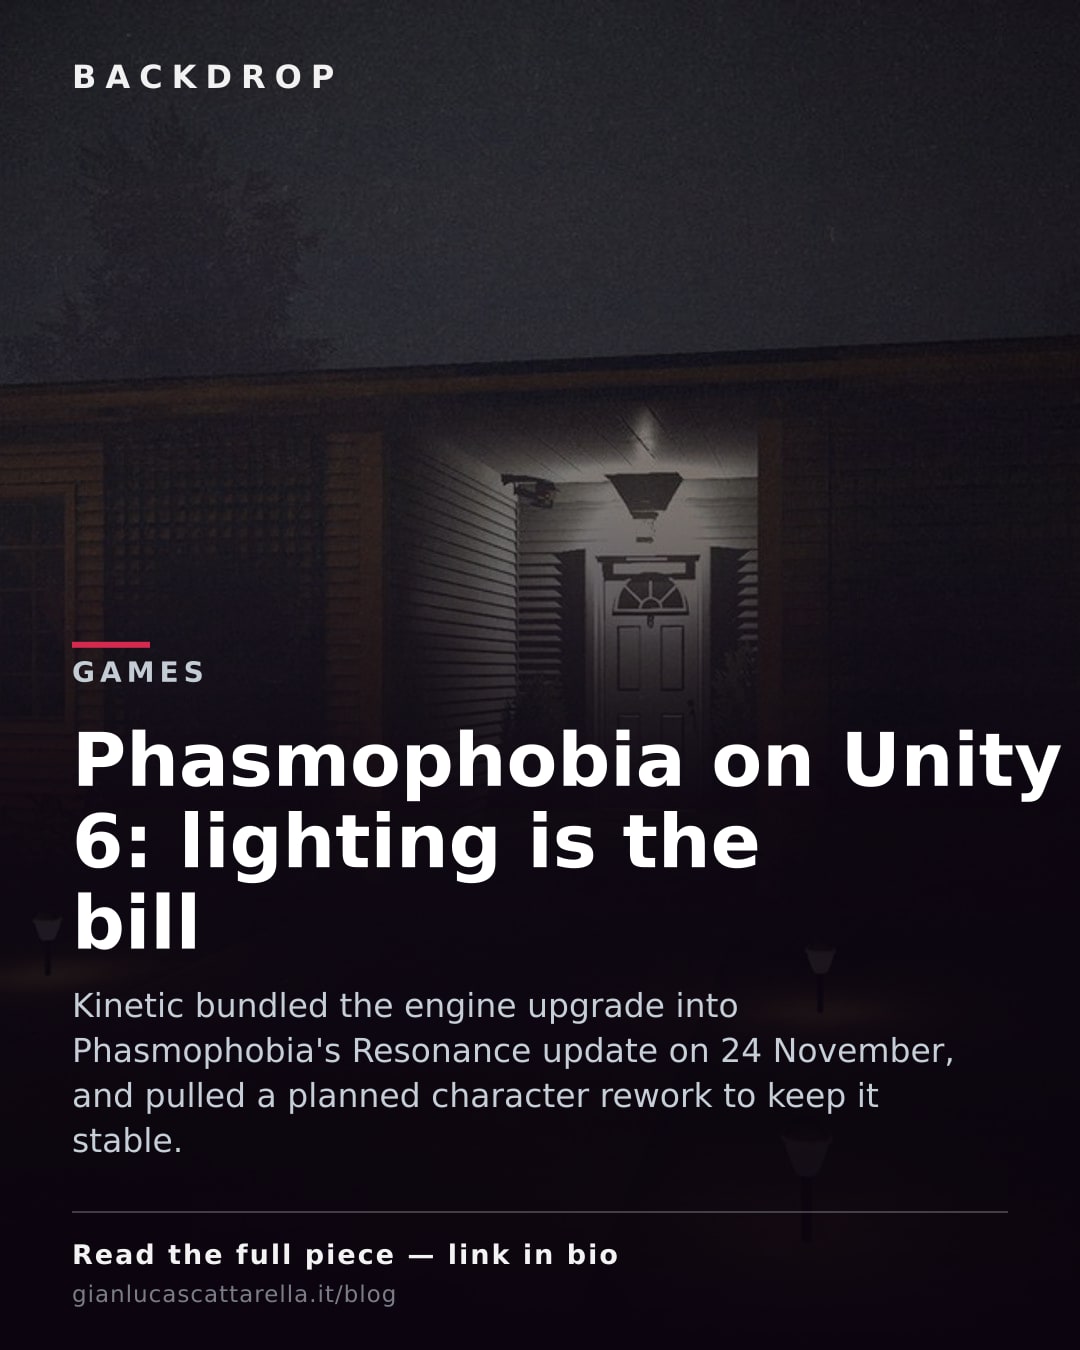 BACKDROP
GAMES
Phasmophobia on Unity
6: lighting is the
bill
Kinetic bundled the engine upgrade into
Phasmophobia's Resonance update on 24 November,
and pulled a planned character rework to keep it
stable.
Read the full piece — link in bio
gianlucascattarella.it/blog